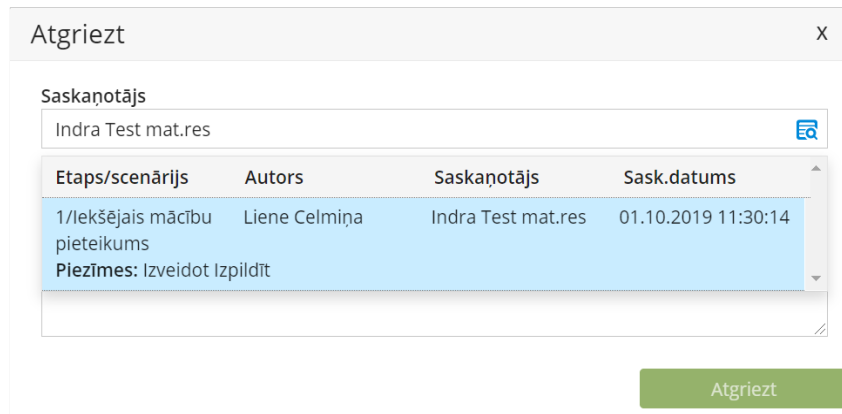 Atgriezt X
Saskaņotājs
Indra Test mat.res
Etaps/scenārijs Autors Saskaņotājs Sask.datums
1/Iekšējais mācību Liene Celmiņa Indra Test mat.res 01.10.2019 11:30:14
pieteikums
Piezīmes: Izveidot Izpildīt
Atgriezt